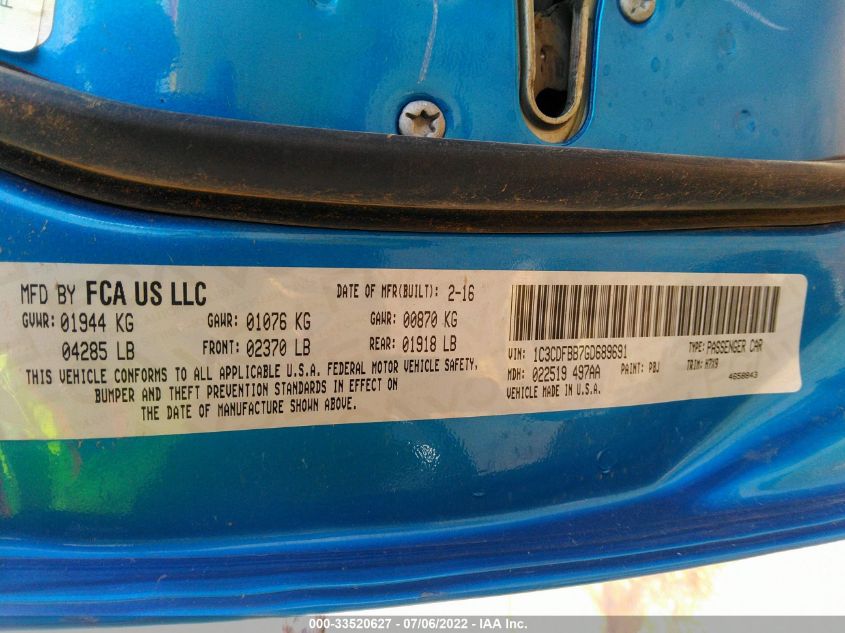 MFD BY FCA US LLC DATE OF MFR(BUILT): 2-16
GVWR: 01944 KG GAWR: 01076 KG GAWR: 00870 KG
04285 LB FRONT: 02370 LB REAR: 01918 LB
THIS VEHICLE CONFORMS TO ALL APPLICABLE U.S.A. FEDERAL MOTOR VEHICLE SAFETY,
BUMPER AND THEFT PREVENTION STANDARDS IN EFFECT ON
THE DATE OF MANUFACTURE SHOWN ABOVE.
VIN: 1C3CDFBB7GD689691 TYPE: PASSENGER CAR
MDH: 022519 497AA PAINT: PBJ TRIM: H7X9
VEHICLE MADE IN U.S.A. 4658843
000-33520627 - 07/06/2022 - IAA Inc.